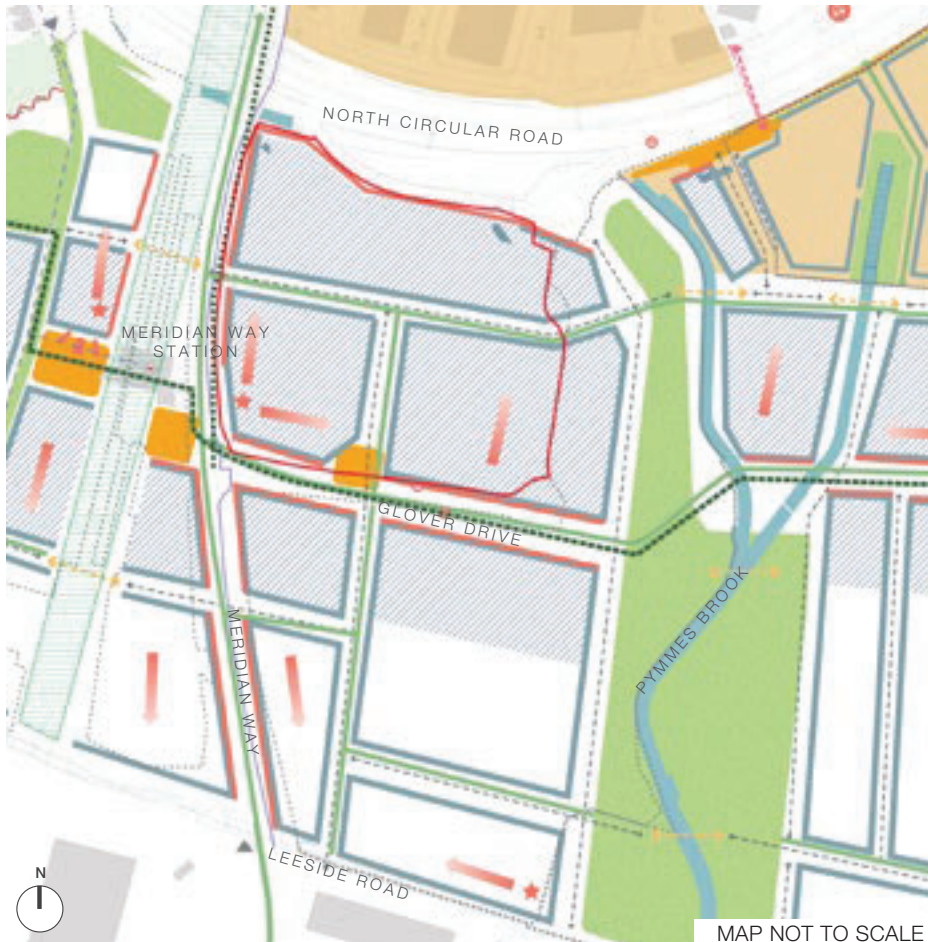 NORTH CIRCULAR ROAD
MERIDIAN WAY
STATION
GLOVER DRIVE
PYMMES BROOK
MERIDIAN WAY
LEESIDE ROAD
N
MAP NOT TO SCALE